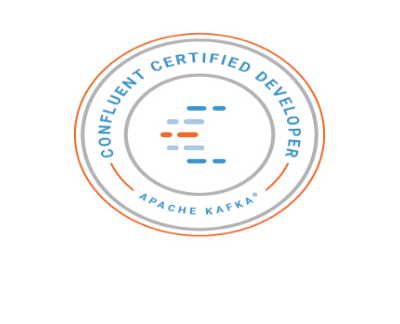 CONFLUENT CERTIFIED DEVELOPER
APACHE KAFKA®